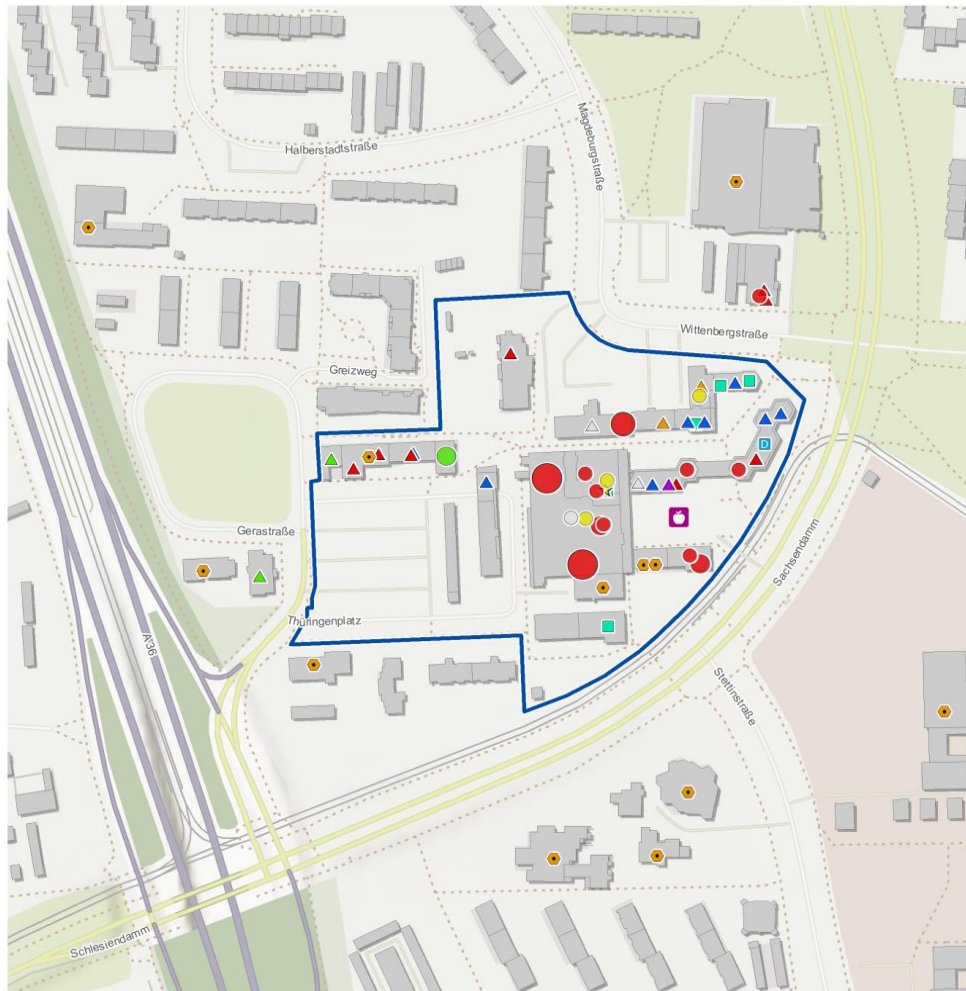 Magdeburgstraße
Halberstadtstraße
Wittenbergstraße
Greizweg
D
Gerastraße
Sachsendamm
Thüringenplatz
A 36
Stettinstraße
Schlesiendamm